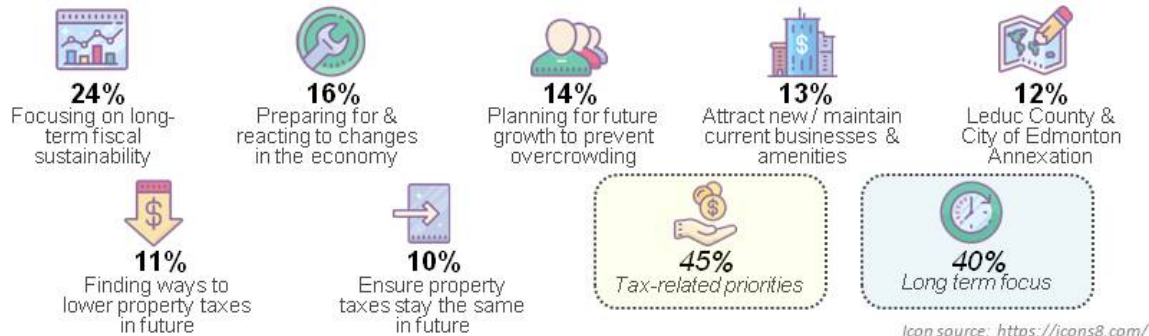 24%
Focusing on long-
term fiscal
sustainability
16%
Preparing for &
reacting to changes
in the economy
14%
Planning for future
growth to prevent
overcrowding
13%
Attract new / maintain
current businesses &
amenities
12%
Leduc County &
City of Edmonton
Annexation
11%
Finding ways to
lower property taxes
in future
10%
Ensure property
taxes stay the same
in future
45%
Tax-related priorities
40%
Long term focus
Icon source: https://icons8.com/